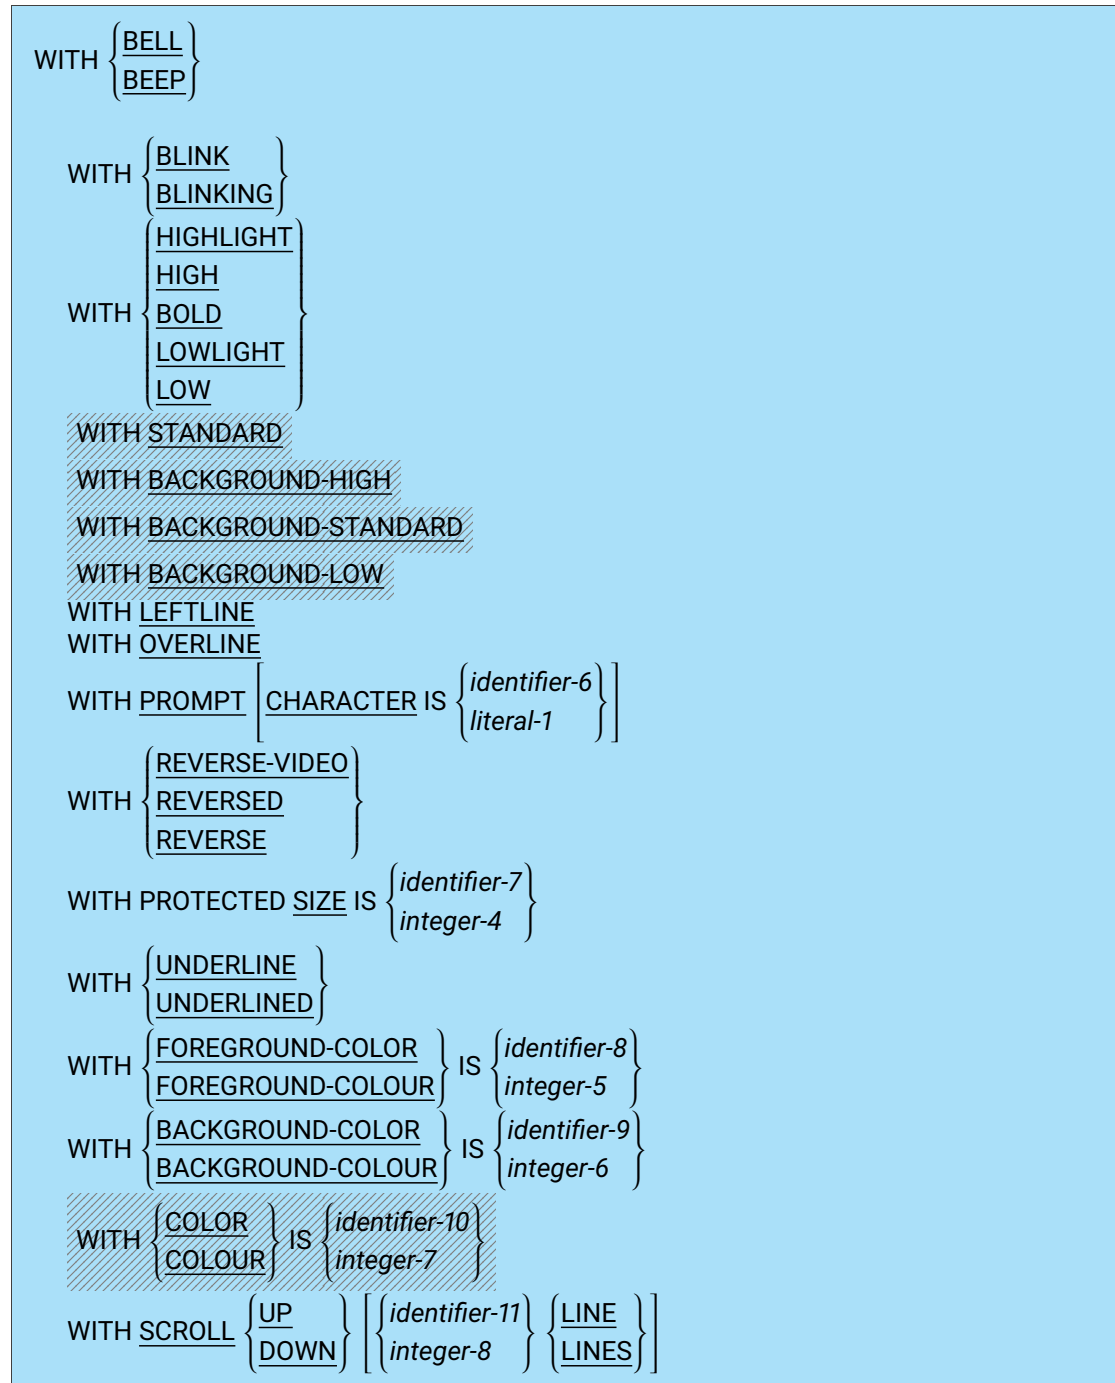 WITH { BELL
BEEP }
WITH { BLINK
BLINKING }
WITH { HIGHLIGHT
HIGH
BOLD
LOWLIGHT
LOW }
WITH STANDARD
WITH BACKGROUND-HIGH
WITH BACKGROUND-STANDARD
WITH BACKGROUND-LOW
WITH LEFTLINE
WITH OVERLINE
WITH PROMPT [ CHARACTER IS { identifier-6
literal-1 } ]
WITH { REVERSE-VIDEO
REVERSED
REVERSE }
WITH PROTECTED SIZE IS { identifier-7
integer-4 }
WITH { UNDERLINE
UNDERLINED }
WITH { FOREGROUND-COLOR
FOREGROUND-COLOUR } IS { identifier-8
integer-5 }
WITH { BACKGROUND-COLOR
BACKGROUND-COLOUR } IS { identifier-9
integer-6 }
WITH { COLOR
COLOUR } IS { identifier-10
integer-7 }
WITH SCROLL { UP
DOWN } [ { identifier-11
integer-8 } { LINE
LINES } ]